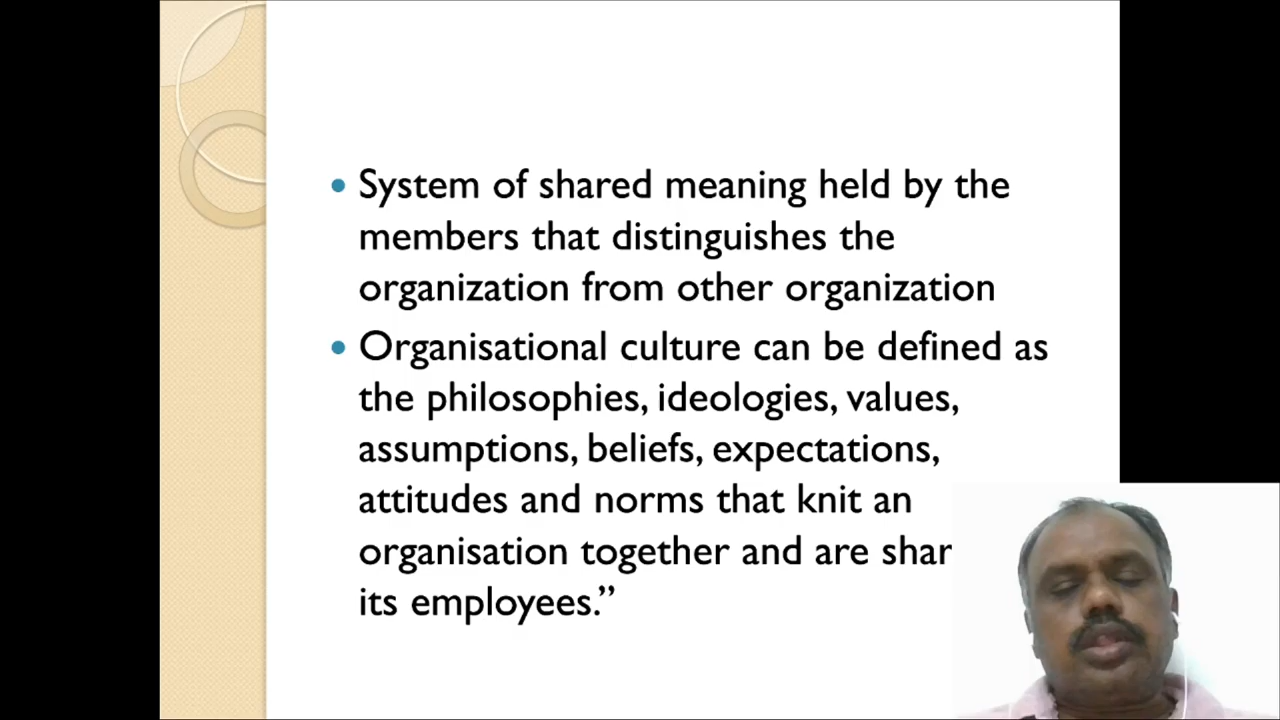 System of shared meaning held by the
members that distinguishes the
organization from other organization
Organisational culture can be defined as
the philosophies, ideologies, values,
assumptions, beliefs, expectations,
attitudes and norms that knit an
organisation together and are shar
its employees.”